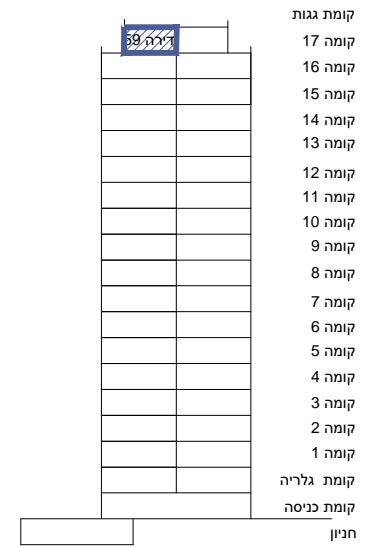 קומת גגות
קומה 17
דירה 59
קומה 16
קומה 15
קומה 14
קומה 13
קומה 12
קומה 11
קומה 10
קומה 9
קומה 8
קומה 7
קומה 6
קומה 5
קומה 4
קומה 3
קומה 2
קומה 1
קומת גלריה
קומת כניסה
חניון